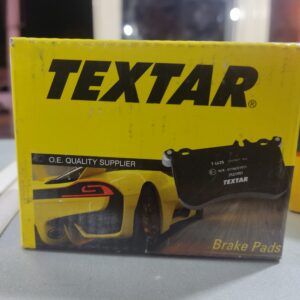 TEXTAR®
O.E. QUALITY SUPPLIER
TEXTAR
Brake Pads